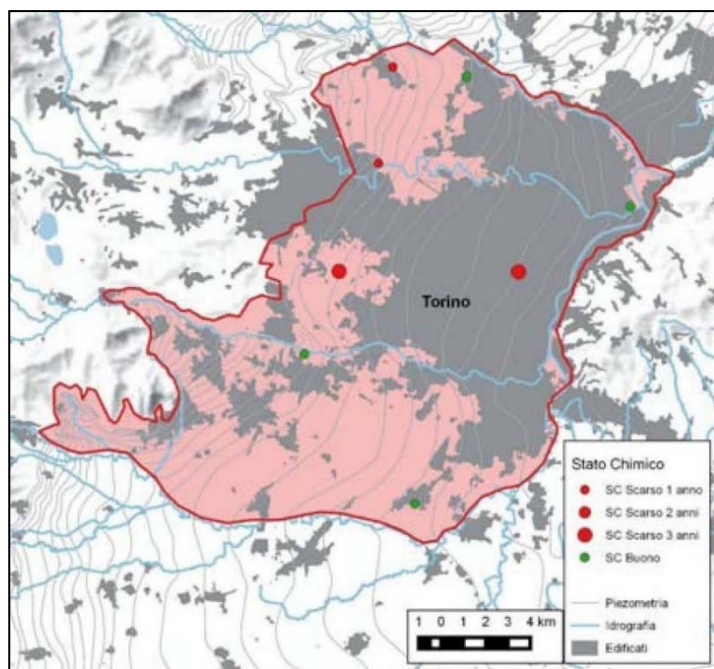 Torino
Stato Chimico
SC Scarso 1 anno
SC Scarso 2 anni
SC Scarso 3 anni
SC Buono
Piezometria
Idrografia
Edificati
1 0 1 2 3 4 km